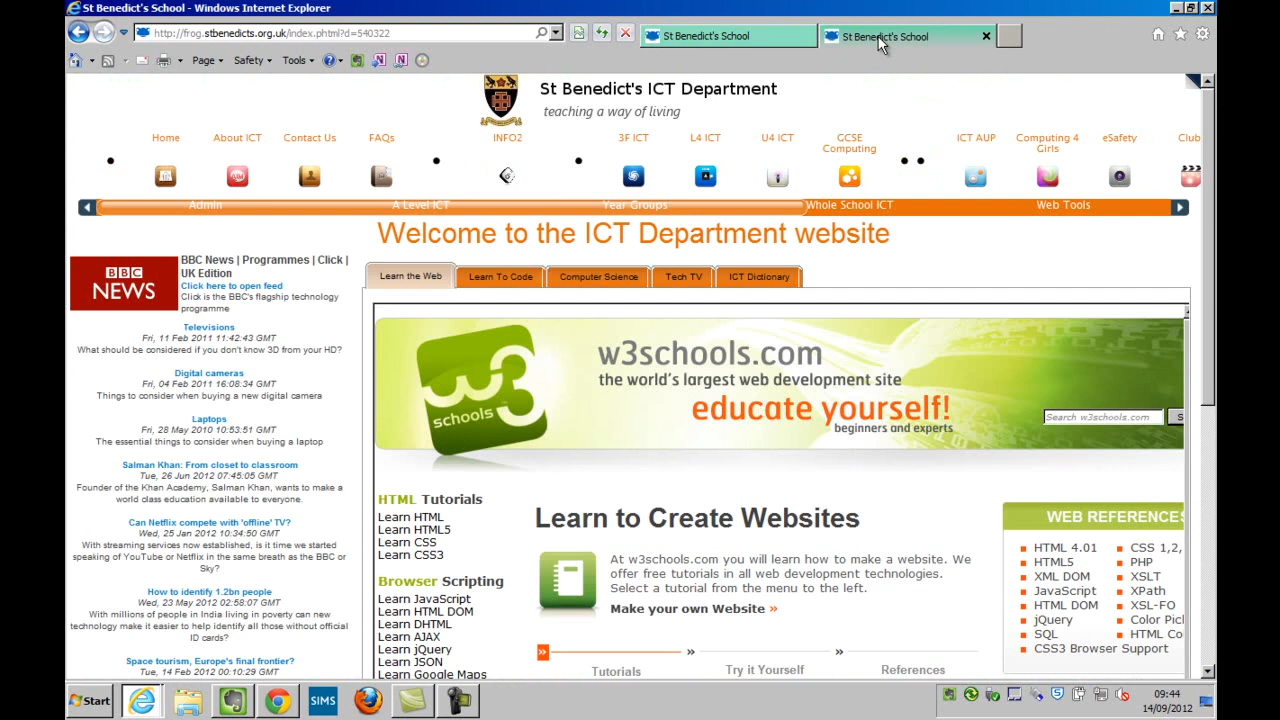 St Benedict's School - Windows Internet Explorer
http://frog.stbenedicts.org.uk/index.phtml?d=540322
St Benedict's School
St Benedict's School
Page
Safety
Tools
St Benedict's ICT Department
teaching a way of living
Home
About ICT
Contact Us
FAQs
INFO2
3F ICT
L4 ICT
U4 ICT
GCSE Computing
ICT AUP
Computing 4 Girls
eSafety
Club
Admin
A Level ICT
Year Groups
Whole School ICT
Web Tools
Welcome to the ICT Department website
BBC
NEWS
BBC News | Programmes | Click |
UK Edition
Click here to open feed
Click is the BBC's flagship technology
programme
Televisions
Fri, 11 Feb 2011 11:42:43 GMT
What should be considered if you don't know 3D from your HD?
Digital cameras
Fri, 04 Feb 2011 16:08:34 GMT
Things to consider when buying a new digital camera
Laptops
Fri, 28 May 2010 10:53:51 GMT
The essential things to consider when buying a laptop
Salman Khan: From closet to classroom
Tue, 26 Jun 2012 07:45:05 GMT
Founder of the Khan Academy, Salman Khan, wants to make a
world class education available to everyone.
Can Netflix compete with 'offline' TV?
Wed, 25 Jan 2012 10:34:50 GMT
With streaming services now established, is it time we started
speaking of YouTube or Netflix in the same breath as the BBC or
Sky?
How to identify 1.2bn people
Wed, 23 May 2012 02:58:07 GMT
With millions of people in India living in poverty can new
technology make it easier to help identify all those without official
ID cards?
Space tourism, Europe's final frontier?
Tue, 14 Feb 2012 00:10:29 GMT
Learn the Web
Learn To Code
Computer Science
Tech TV
ICT Dictionary
w3
schools
w3schools.com
the world's largest web development site
educate yourself!
beginners and experts
Search w3schools.com
S
HTML Tutorials
Learn HTML
Learn HTML5
Learn CSS
Learn CSS3
Browser Scripting
Learn JavaScript
Learn HTML DOM
Learn DHTML
Learn AJAX
Learn jQuery
Learn JSON
Learn Google Maps
Learn to Create Websites
At w3schools.com you will learn how to make a website. We
offer free tutorials in all web development technologies.
Select a tutorial from the menu to the left.
Make your own Website »
Tutorials
Try it Yourself
References
WEB REFERENCES
HTML 4.01
HTML5
XML DOM
JavaScript
HTML DOM
jQuery
SQL
CSS3 Browser Support
CSS 1,2,
PHP
XSLT
XPath
XSL-FO
Color Pic
HTML Co
Start
SIMS
09:44
14/09/2012